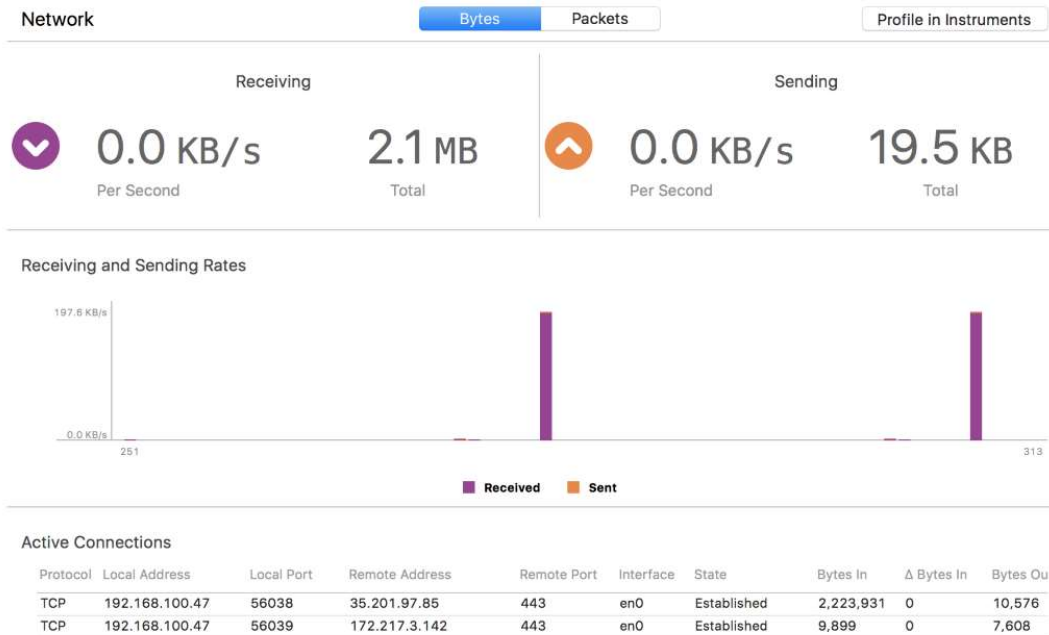 Network Bytes Packets Profile in Instruments
Receiving Sending
0.0 KB/s 2.1 MB 0.0 KB/s 19.5 KB
Per Second Total Per Second Total
Receiving and Sending Rates
197.6 KB/s
0.0 KB/s
251 313
Received Sent
Active Connections
Protocol Local Address Local Port Remote Address Remote Port Interface State Bytes In Δ Bytes In Bytes Ou
TCP 192.168.100.47 56038 35.201.97.85 443 en0 Established 2,223,931 0 10,576
TCP 192.168.100.47 56039 172.217.3.142 443 en0 Established 9,899 0 7,608